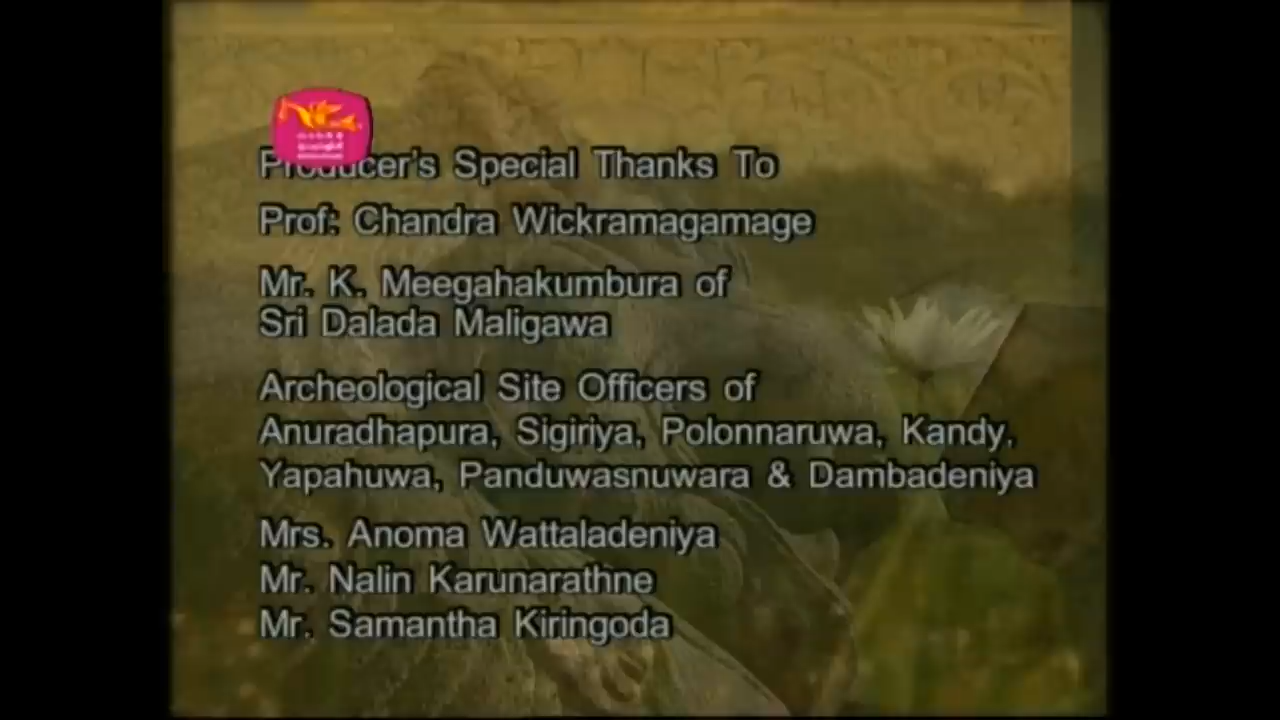 Producer's Special Thanks To
Prof: Chandra Wickramagamage
Mr. K. Meegahakumbura of
Sri Dalada Maligawa
Archeological Site Officers of
Anuradhapura, Sigiriya, Polonnaruwa, Kandy,
Yapahuwa, Panduwasnuwara & Dambadeniya
Mrs. Anoma Wattaladeniya
Mr. Nalin Karunarathne
Mr. Samantha Kiringoda